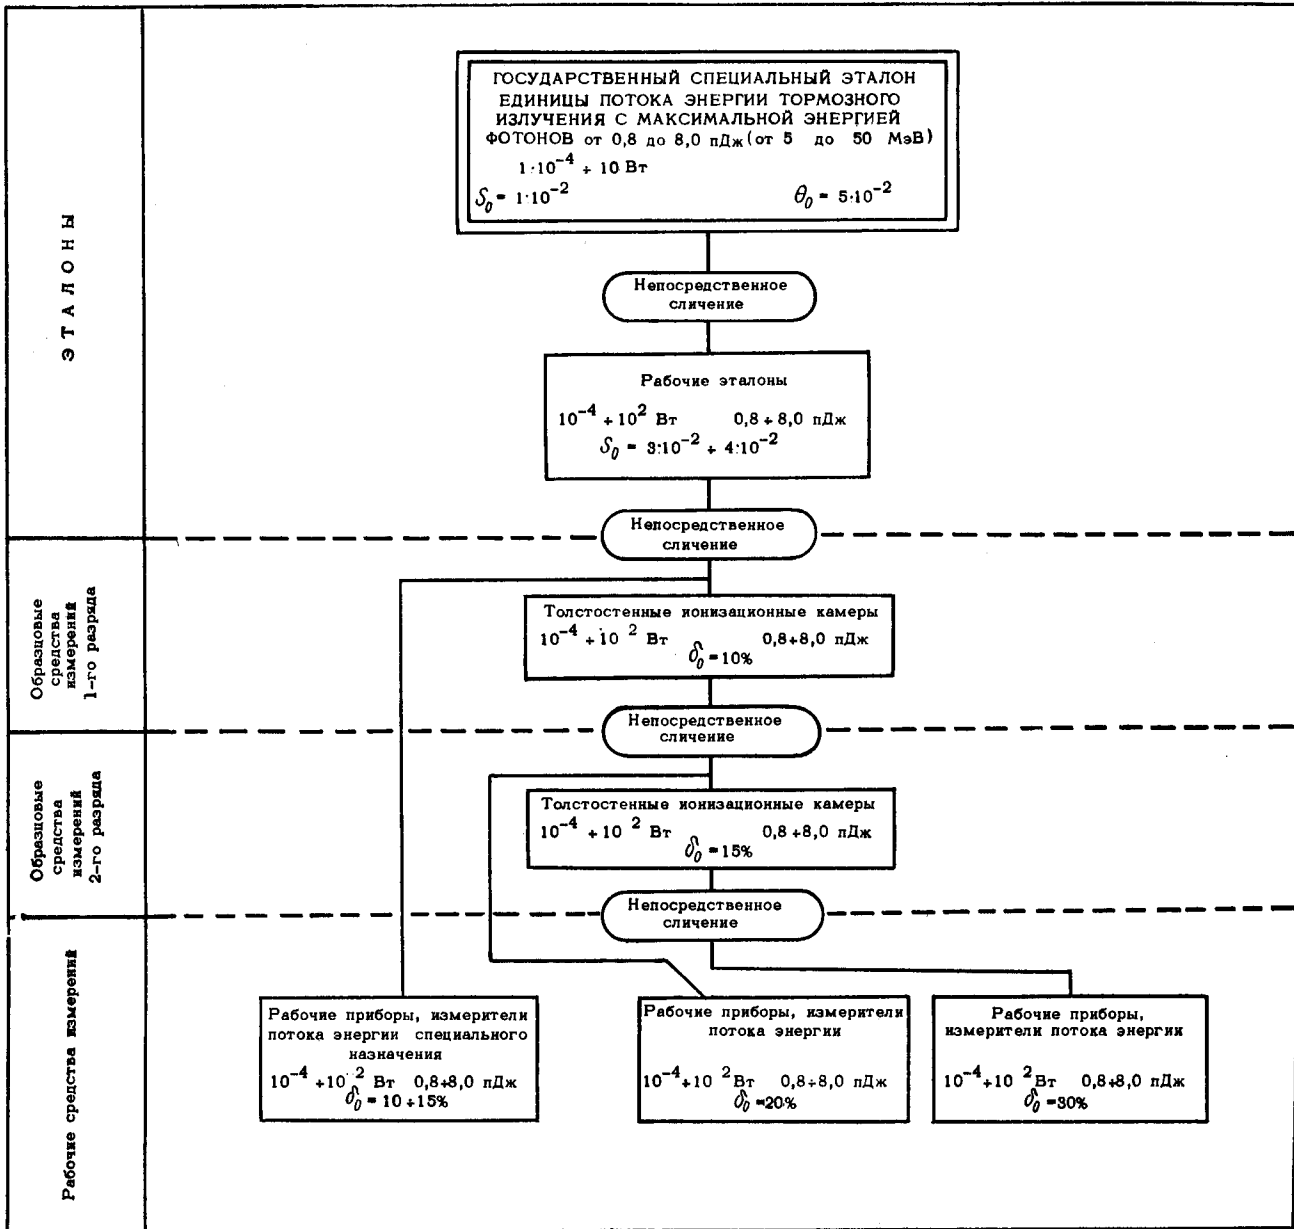 ЭТАЛОНЫ
ГОСУДАРСТВЕННЫЙ СПЕЦИАЛЬНЫЙ ЭТАЛОН
ЕДИНИЦЫ ПОТОКА ЭНЕРГИИ ТОРМОЗНОГО
ИЗЛУЧЕНИЯ С МАКСИМАЛЬНОЙ ЭНЕРГИЕЙ
ФОТОНОВ от 0,8 до 8,0 пДж (от 5 до 50 МэВ)
1·10⁻⁴ ÷ 10 Вт
S₀ = 1·10⁻² θ₀ = 5·10⁻²
Непосредственное
сличение
Рабочие эталоны
10⁻⁴ ÷ 10² Вт 0,8 ÷ 8,0 пДж
S₀ = 3·10⁻² ÷ 4·10⁻²
Непосредственное
сличение
Образцовые
средства
измерений
1-го разряда
Толстостенные ионизационные камеры
10⁻⁴ ÷ 10² Вт 0,8÷8,0 пДж
δ₀ = 10%
Непосредственное
сличение
Образцовые
средства
измерений
2-го разряда
Толстостенные ионизационные камеры
10⁻⁴ ÷ 10² Вт 0,8÷8,0 пДж
δ₀ = 15%
Непосредственное
сличение
Рабочие средства измерений
Рабочие приборы, измерители
потока энергии специального
назначения
10⁻⁴ ÷10² Вт 0,8÷8,0 пДж
δ₀ = 10 ÷15%
Рабочие приборы, измерители
потока энергии
10⁻⁴÷10² Вт 0,8÷8,0 пДж
δ₀ =20%
Рабочие приборы,
измерители потока энергии
10⁻⁴÷10² Вт 0,8÷8,0 пДж
δ₀ =30%